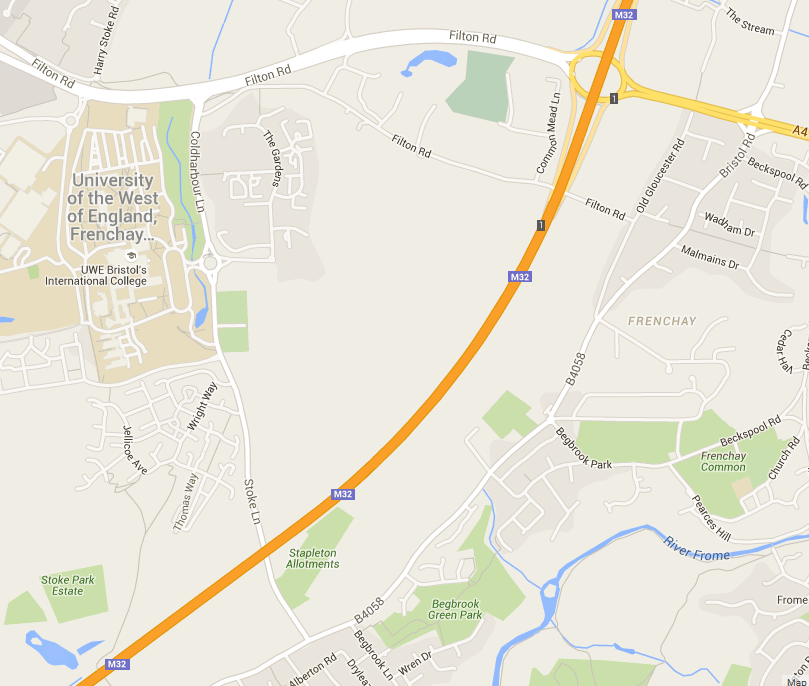 M32
The Stream
Harry Stoke Rd
Filton Rd
Filton Rd
Filton Rd
1
A4
Coldharbour Ln
The Gardens
Filton Rd
Common Mead Ln
Old Gloucester Rd
Bristol Rd
Beckspool Rd
University
of the West
of England,
Frenchay...
Filton Rd
1
Wadham Dr
Malmains Dr
UWE Bristol's
International College
M32
FRENCHAY
Cedar
B4058
Wright Way
Jellicoe Ave
Beckspool Rd
Begbrook Park
Frenchay
Common
Church Rd
Thomas Way
Stoke Ln
M32
Pearces Hill
River Frome
Stapleton
Allotments
Stoke Park
Estate
B4058
Begbrook
Green Park
Frome
Begbrook Ln
Wren Dr
Alberton Rd
M32